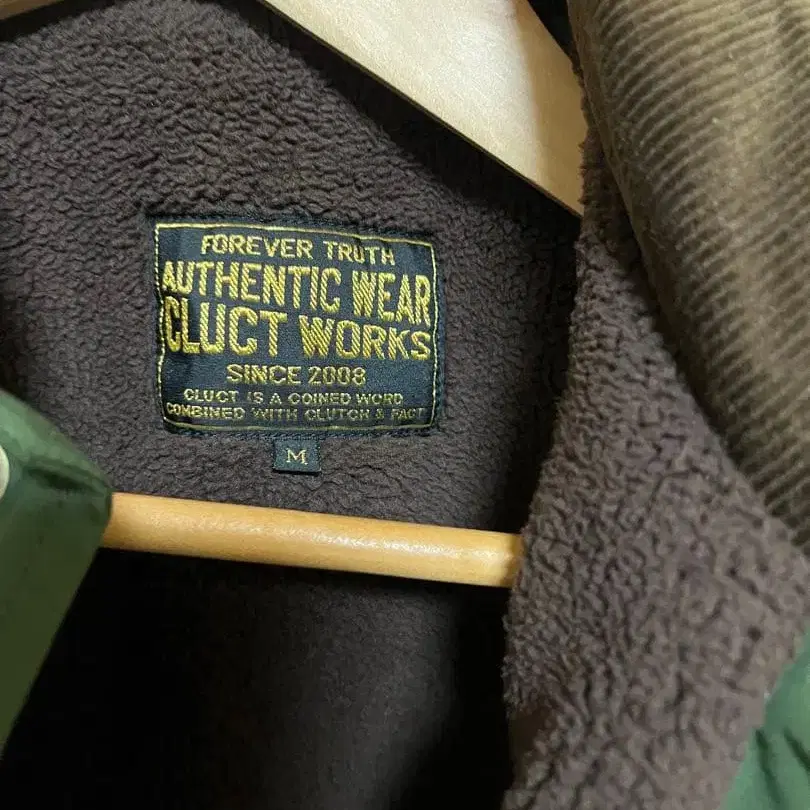 FOREVER TRUTH
AUTHENTIC WEAR
CLUCT WORKS
SINCE 2008
CLUCT IS A COINED WORD
COMBINED WITH CLUTCH & FACT
M